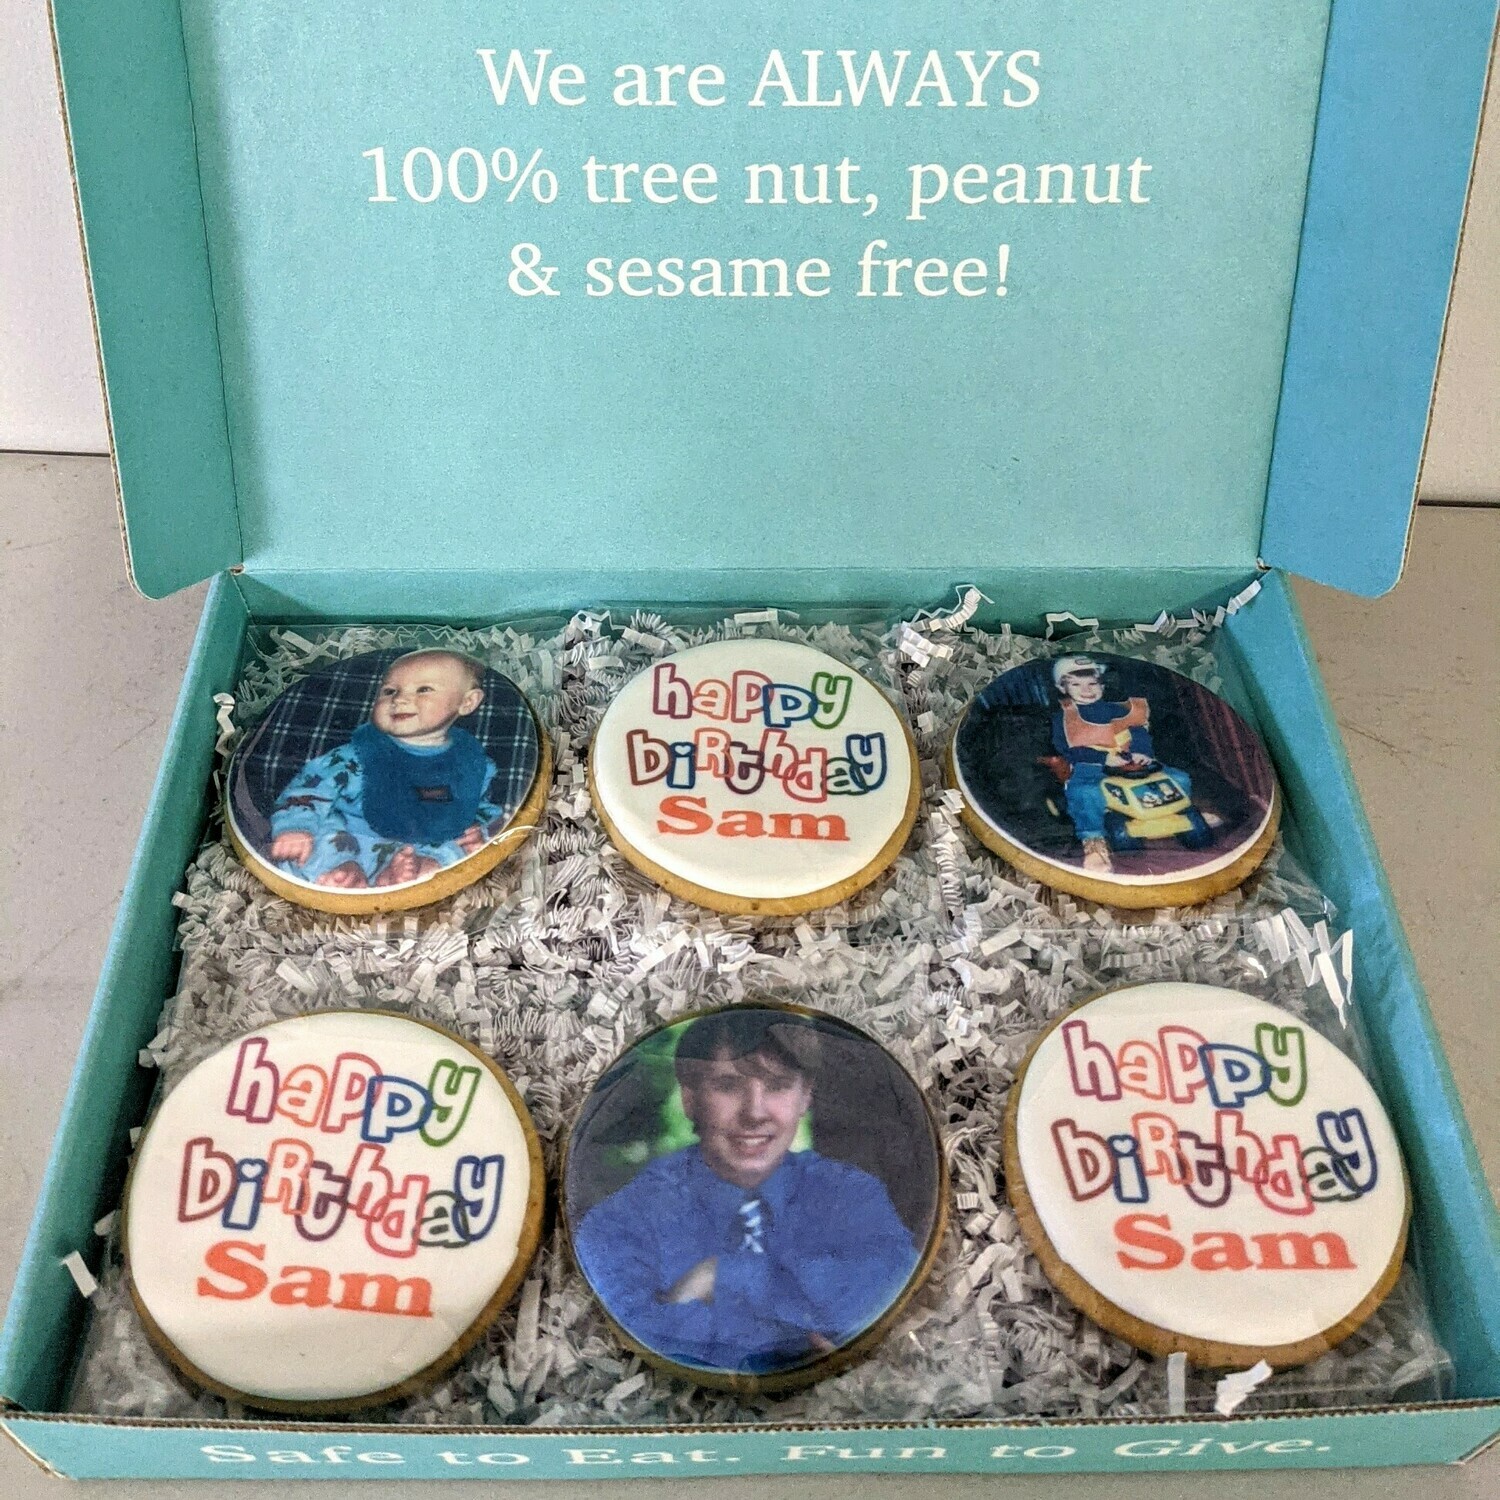 We are ALWAYS
100% tree nut, peanut
& sesame free!
happy
biRthday
Sam
happy
biRthday
Sam
happy
biRthday
Sam
Safe to Eat. Fun to Give.